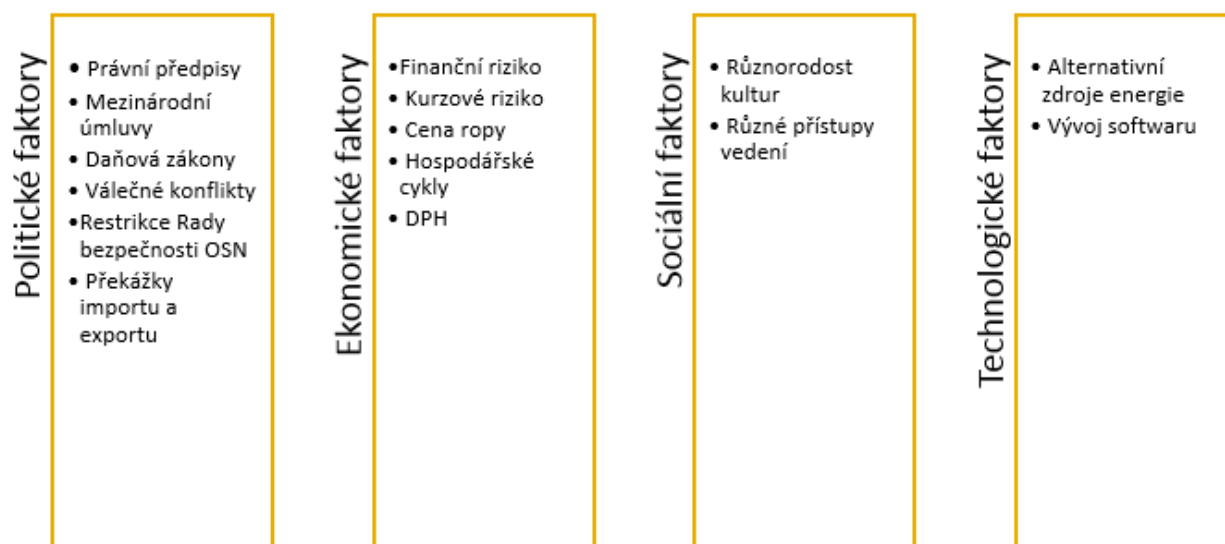 Politické faktory
• Právní předpisy
• Mezinárodní
úmluvy
• Daňová zákony
• Válečné konflikty
•Restrikce Rady
bezpečnosti OSN
• Překážky
importu a
exportu
Ekonomické faktory
•Finanční riziko
• Kurzové riziko
• Cena ropy
• Hospodářské
cykly
• DPH
Sociální faktory
• Různorodost
kultur
• Různé přístupy
vedení
Technologické faktory
• Alternativní
zdroje energie
• Vývoj softwaru